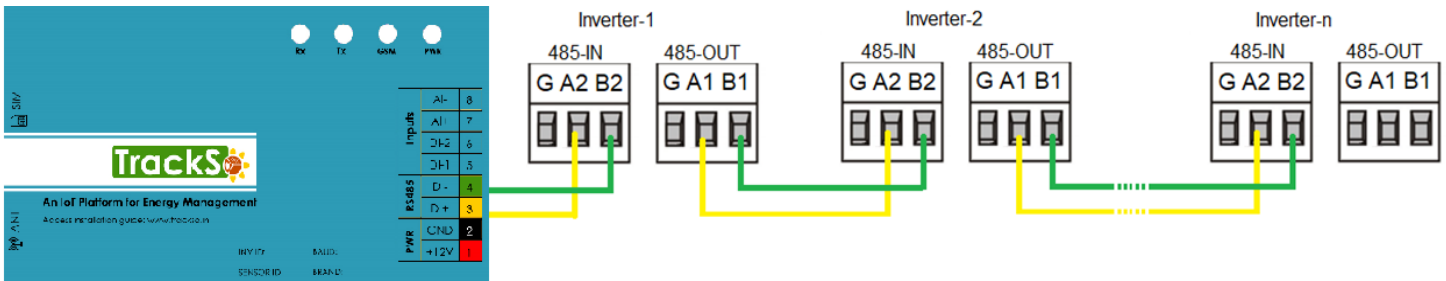 Rx Tx GSM PWR
SIM
Inputs
AI- 8
AI+ 7
DI-2 6
DI-1 5
RS485
D - 4
D + 3
PWR
GND 2
+12V 1
TrackSo
An IoT Platform for Energy Management
Access installation guide: www.trackso.in
ANT
INV ID: BAUD:
SENSOR ID BRAND:
Inverter-1
485-IN 485-OUT
G A2 B2 G A1 B1
Inverter-2
485-IN 485-OUT
G A2 B2 G A1 B1
Inverter-n
485-IN 485-OUT
G A2 B2 G A1 B1